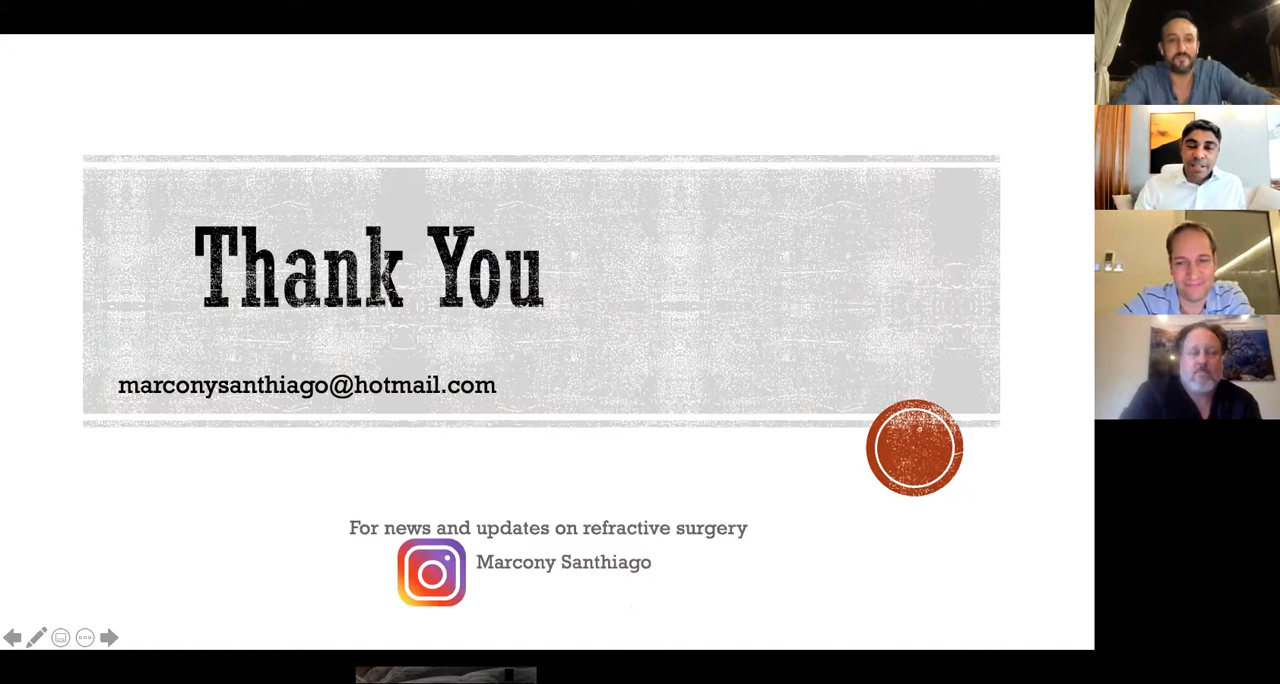 Thank You
marconysanthiago@hotmail.com
For news and updates on refractive surgery
Marcony Santhiago